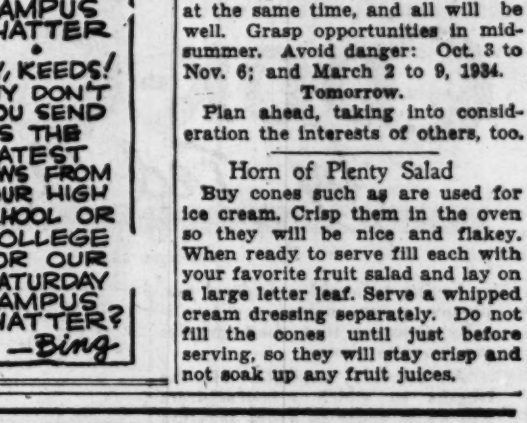 AMPUS
HATTER
•
, KEEDS!
Y DON'T
OU SEND
S THE
ATEST
WS FROM
UR HIGH
HOOL OR
OLLEGE
OR OUR
ATURDAY
AMPUS
HATTER?
—Bing
at the same time, and all will be
well. Grasp opportunities in mid-
summer. Avoid danger: Oct. 3 to
Nov. 6; and March 2 to 9, 1934.
Tomorrow.
Plan ahead, taking into consid-
eration the interests of others, too.
Horn of Plenty Salad
Buy cones such as are used for
ice cream. Crisp them in the oven
so they will be nice and flakey.
When ready to serve fill each with
your favorite fruit salad and lay on
a large letter leaf. Serve a whipped
cream dressing separately. Do not
fill the cones until just before
serving, so they will stay crisp and
not soak up any fruit juices.